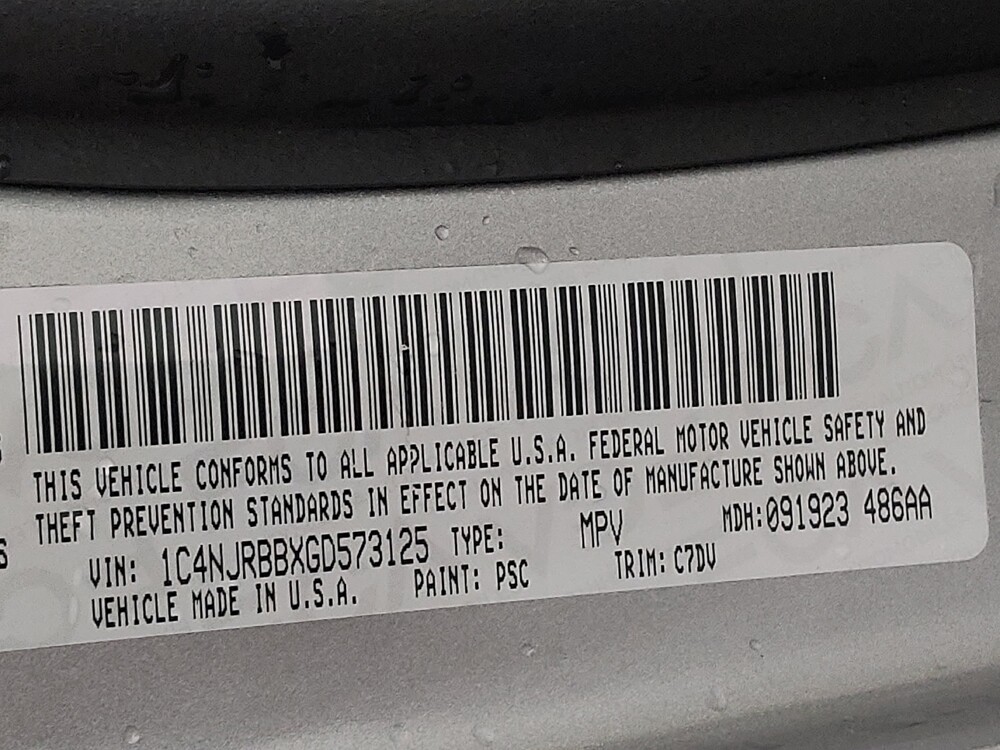 THIS VEHICLE CONFORMS TO ALL APPLICABLE U.S.A. FEDERAL MOTOR VEHICLE SAFETY AND
THEFT PREVENTION STANDARDS IN EFFECT ON THE DATE OF MANUFACTURE SHOWN ABOVE.
VIN: 1C4NJRBBXGD573125 TYPE: MPV MDH:091923 486AA
VEHICLE MADE IN U.S.A. PAINT: PSC TRIM: C7DV